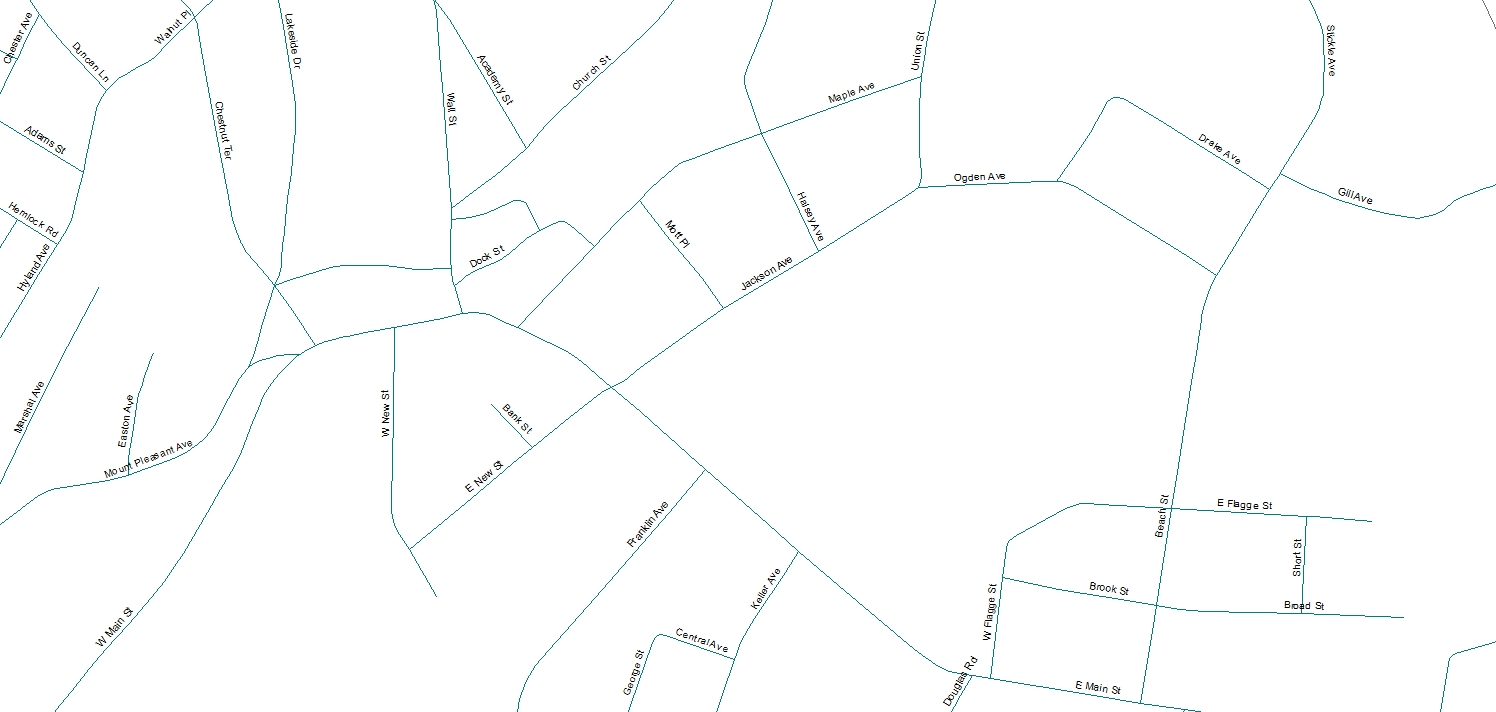 Chester Ave
Duncan Ln
Walnut Pl
Lakeside Dr
Chestnut Ter
Adams St
Hemlock Rd
Hyland Ave
Wall St
Academy St
Church St
Union St
Maple Ave
Slickle Ave
Drake Ave
Gill Ave
Ogden Ave
Halsey Ave
Mott Pl
Jackson Ave
Dock St
Marshal Ave
Easton Ave
Mount Pleasant Ave
W New St
Bank St
E New St
Franklin Ave
Keller Ave
Central Ave
George St
W Main St
Beach St
E Flagge St
Short St
Brook St
Broad St
W Flagge St
Douglas Rd
E Main St